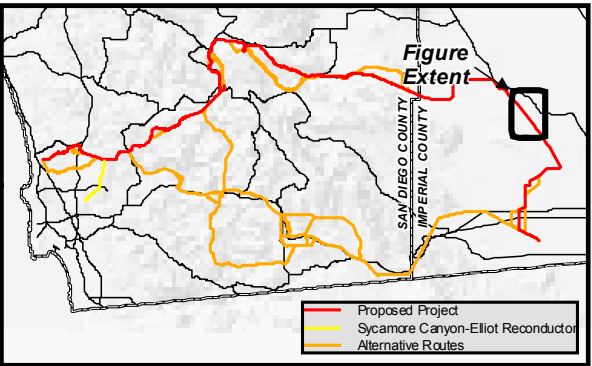 Figure
Extent
SAN DIEGO COUNTY
IMPERIAL COUNTY
Proposed Project
Sycamore Canyon-Elliot Reconductor
Alternative Routes